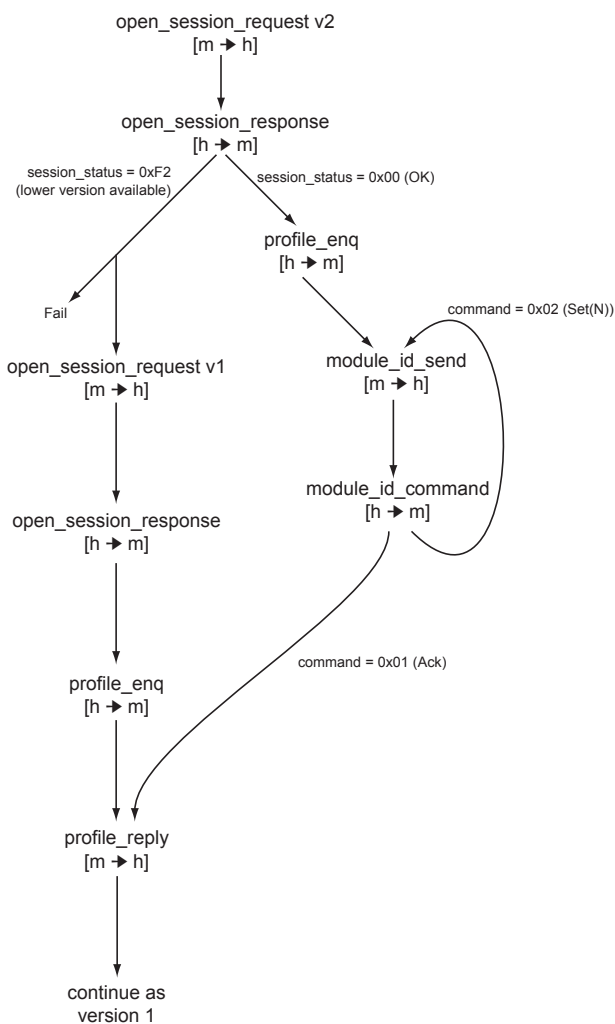 open_session_request v2
[m → h]
open_session_response
[h → m]
session_status = 0xF2
(lower version available)
session_status = 0x00 (OK)
profile_enq
[h → m]
Fail
command = 0x02 (Set(N))
open_session_request v1
[m → h]
module_id_send
[m → h]
module_id_command
[h → m]
open_session_response
[h → m]
command = 0x01 (Ack)
profile_enq
[h → m]
profile_reply
[m → h]
continue as
version 1